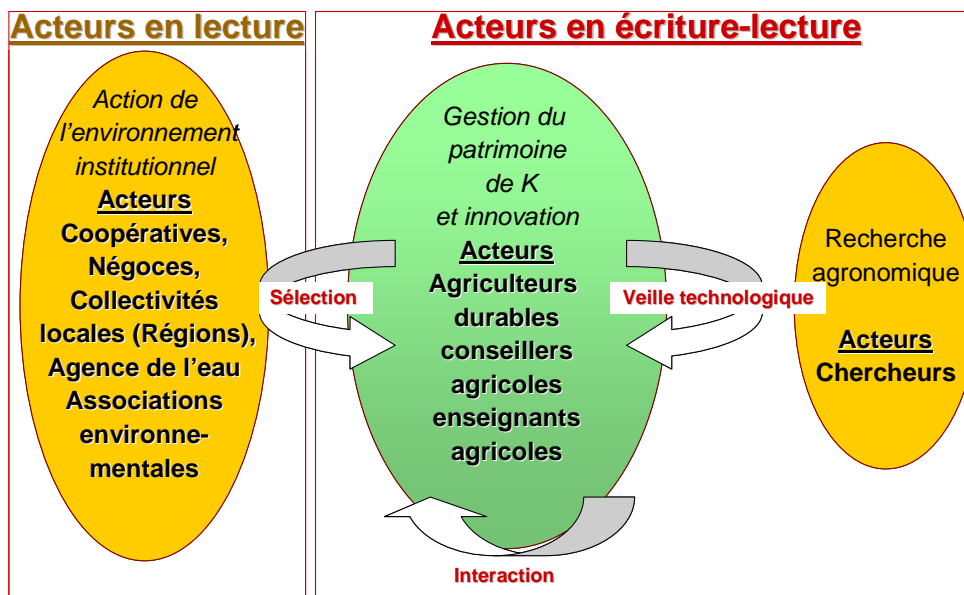 Acteurs en lecture
Action de
l'environnement
institutionnel
Acteurs
Coopératives,
Négoces,
Collectivités
locales (Régions),
Agence de l'eau
Associations
environne-
mentales
Sélection
Acteurs en écriture-lecture
Gestion du
patrimoine
de K
et innovation
Acteurs
Agriculteurs
durables
conseillers
agricoles
enseignants
agricoles
Interaction
Veille technologique
Recherche
agronomique
Acteurs
Chercheurs